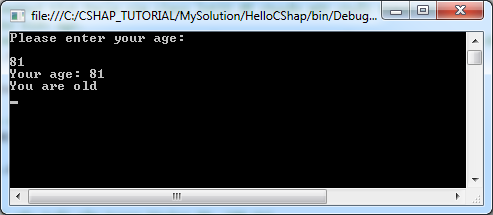 file:///C:/CSHAP_TUTORIAL/MySolution/HelloCShap/bin/Debug...
Please enter your age:
81
Your age: 81
You are old